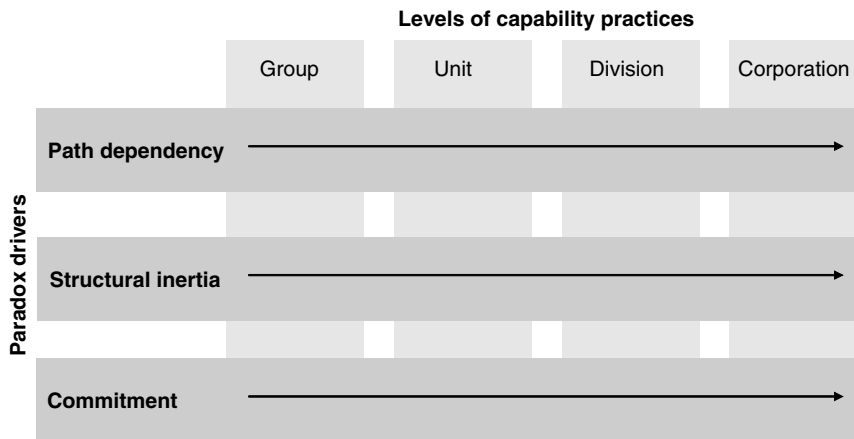 Levels of capability practices
Group Unit Division Corporation
Paradox drivers
Path dependency
Structural inertia
Commitment